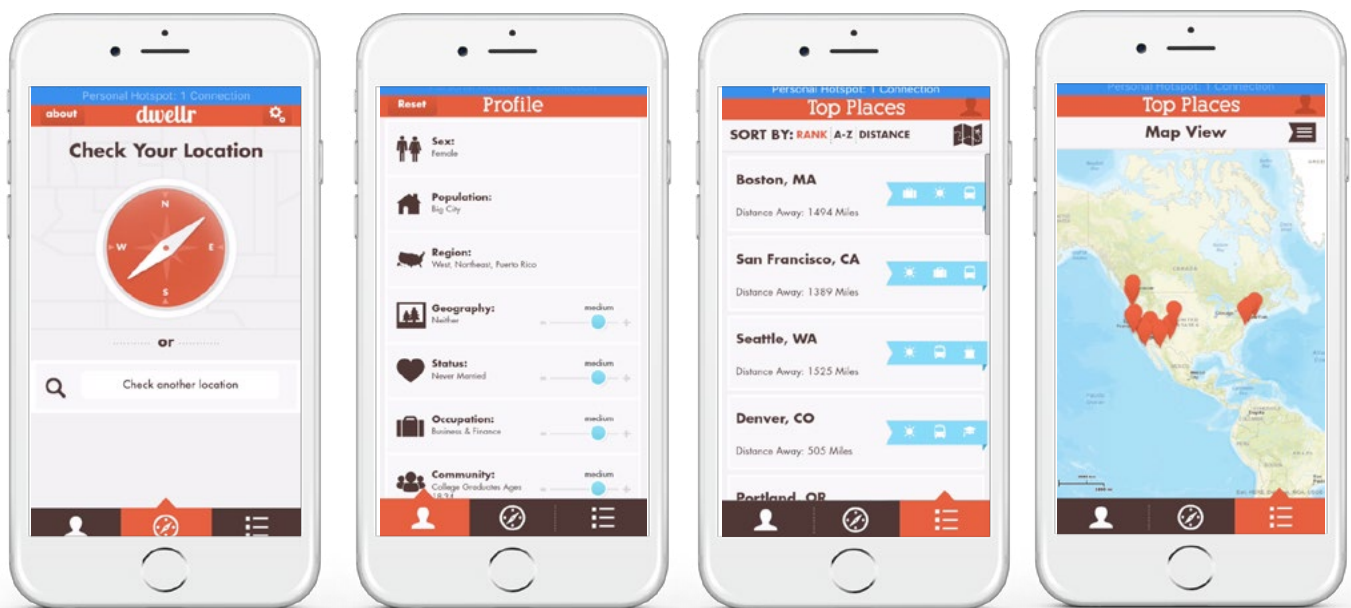 Personal Hotspot: 1 Connection
about
dwellr
Check Your Location
N
W
E
S
or
Check another location
Reset
Profile
Sex:
Female
Population:
Big City
Region:
West, Northeast, Puerto Rico
Geography:
Neither
medium
Status:
Never Married
medium
Occupation:
Business & Finance
medium
Community:
College Graduates Ages
18-34
medium
Personal Hotspot: 1 Connection
Top Places
SORT BY: RANK A-Z DISTANCE
Boston, MA
Distance Away: 1494 Miles
San Francisco, CA
Distance Away: 1389 Miles
Seattle, WA
Distance Away: 1525 Miles
Denver, CO
Distance Away: 505 Miles
Portland, OR
Personal Hotspot: 1 Connection
Top Places
Map View
CANADA
MEXICO